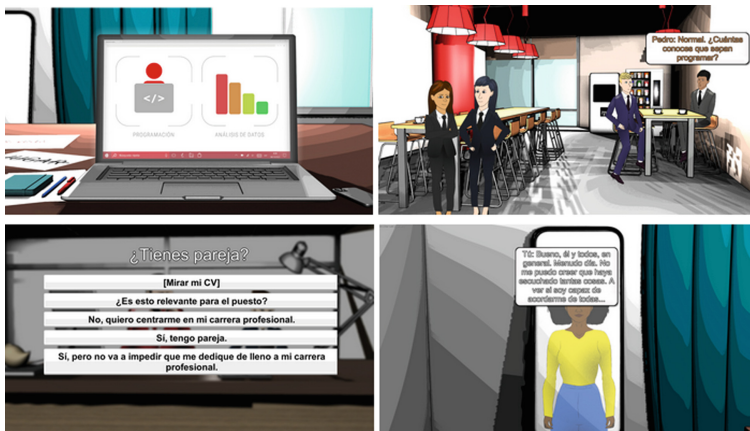 </>
PROGRAMACIÓN
ANÁLISIS DE DATOS
Pedro: Normal. ¿Cuántas
conoces que sepan
programar?
¿Tienes pareja?
[Mirar mi CV]
¿Es esto relevante para el puesto?
No, quiero centrarme en mi carrera profesional.
Sí, tengo pareja.
Sí, pero no va a impedir que me dedique de lleno a mi carrera
profesional.
Tú: Bueno, él y todos, en
general. Menudo día. No
me puedo creer que haya
escuchado tantas cosas. A
ver si soy capaz de
acordarme de todas...